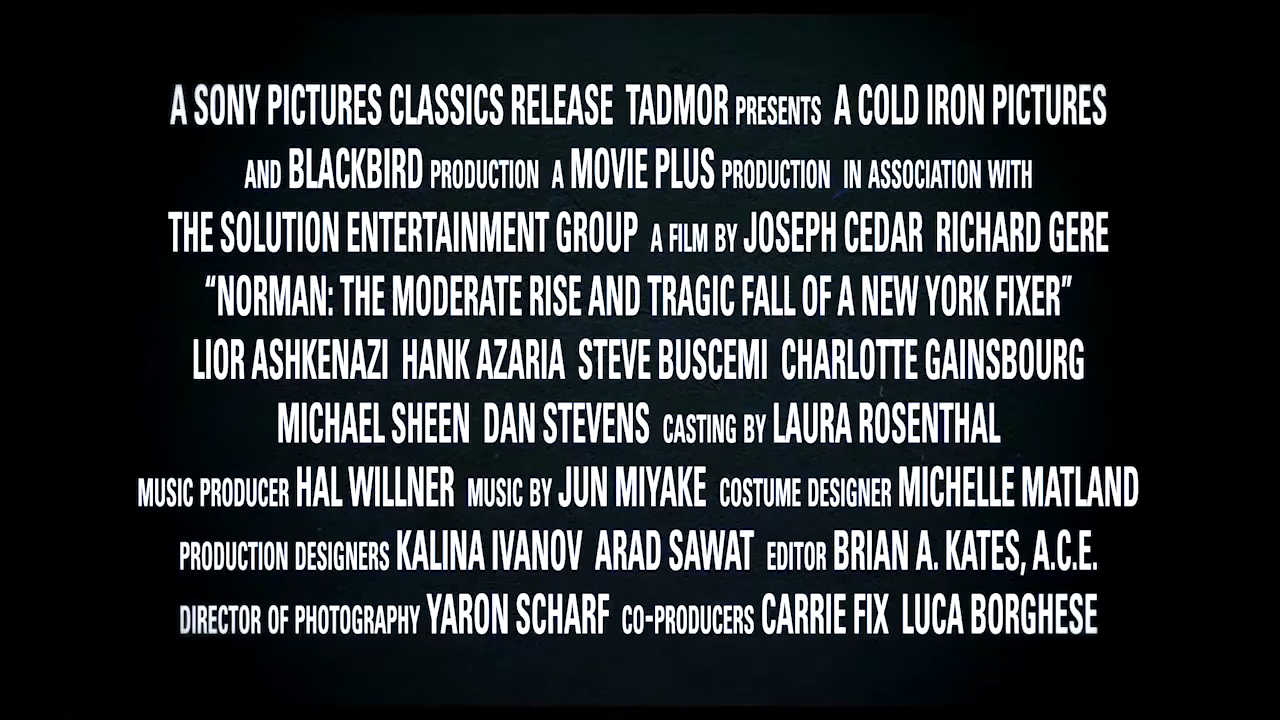 A SONY PICTURES CLASSICS RELEASE TADMOR PRESENTS A COLD IRON PICTURES
AND BLACKBIRD PRODUCTION A MOVIE PLUS PRODUCTION IN ASSOCIATION WITH
THE SOLUTION ENTERTAINMENT GROUP A FILM BY JOSEPH CEDAR RICHARD GERE
“NORMAN: THE MODERATE RISE AND TRAGIC FALL OF A NEW YORK FIXER”
LIOR ASHKENAZI HANK AZARIA STEVE BUSCEMI CHARLOTTE GAINSBOURG
MICHAEL SHEEN DAN STEVENS CASTING BY LAURA ROSENTHAL
MUSIC PRODUCER HAL WILLNER MUSIC BY JUN MIYAKE COSTUME DESIGNER MICHELLE MATLAND
PRODUCTION DESIGNERS KALINA IVANOV ARAD SAWAT EDITOR BRIAN A. KATES, A.C.E.
DIRECTOR OF PHOTOGRAPHY YARON SCHARF CO-PRODUCERS CARRIE FIX LUCA BORGHESE